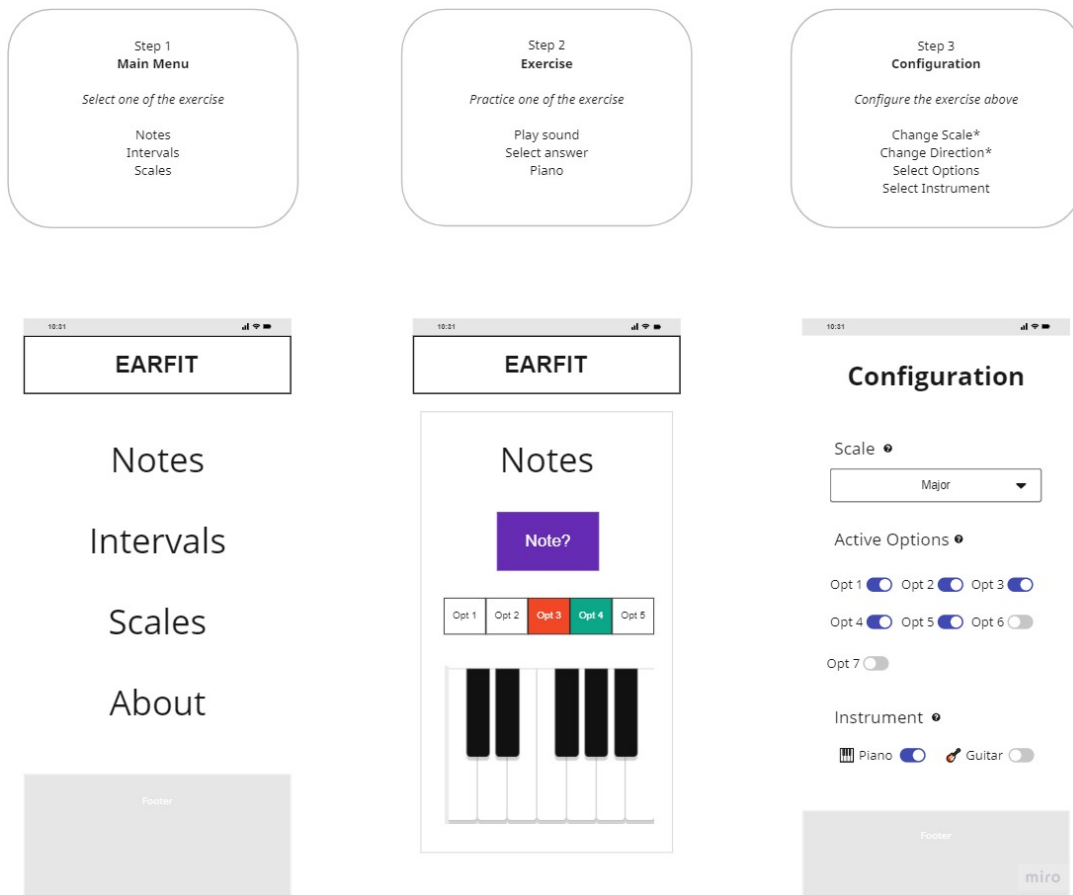 Step 1
Main Menu
Select one of the exercise
Notes
Intervals
Scales
Step 2
Exercise
Practice one of the exercise
Play sound
Select answer
Piano
Step 3
Configuration
Configure the exercise above
Change Scale*
Change Direction*
Select Options
Select Instrument
10:31
EARFIT
Notes
Intervals
Scales
About
Footer
10:31
EARFIT
Notes
Note?
Opt 1 Opt 2 Opt 3 Opt 4 Opt 5
10:31
Configuration
Scale ?
Major
Active Options ?
Opt 1 Opt 2 Opt 3
Opt 4 Opt 5 Opt 6
Opt 7
Instrument ?
Piano Guitar
Footer
miro